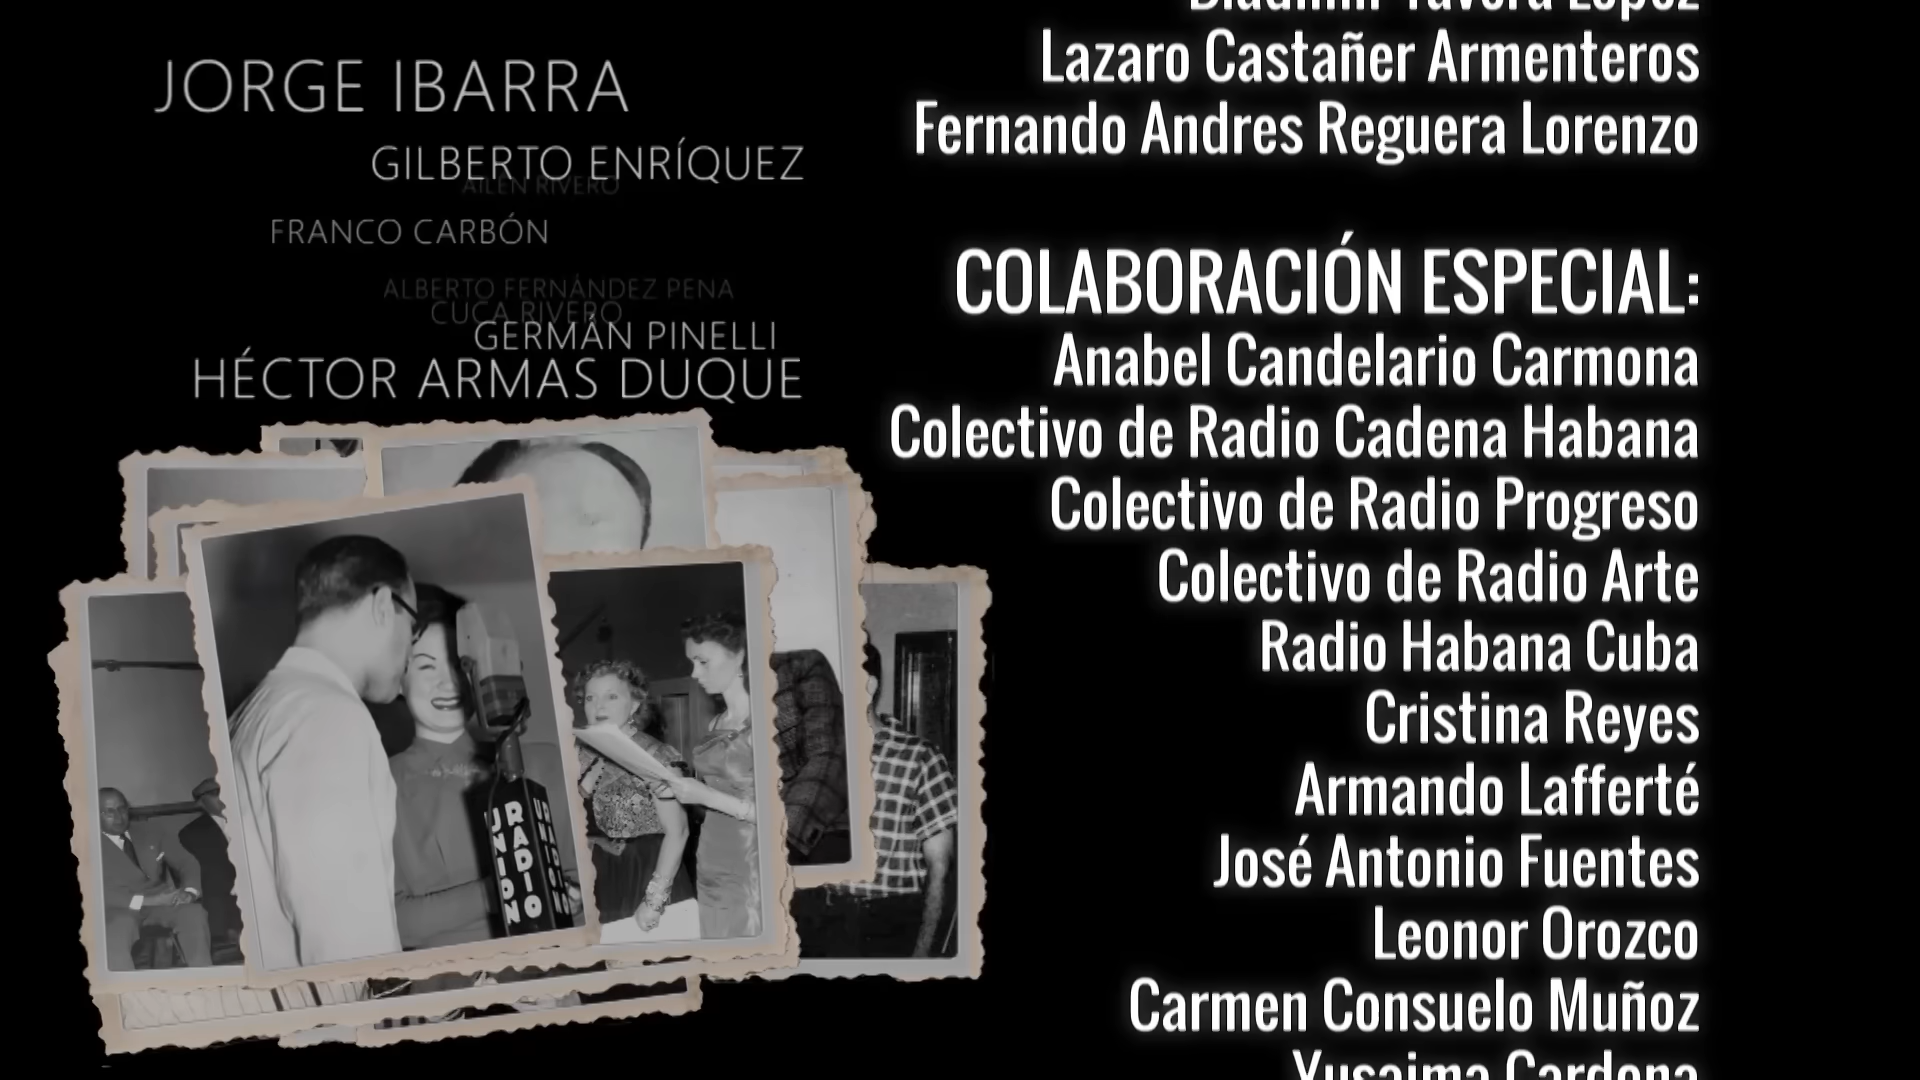 JORGE IBARRA
GILBERTO ENRÍQUEZ
AILEN RIVERO
FRANCO CARBÓN
ALBERTO FERNÁNDEZ PENA
CUCA RIVERO
GERMÁN PINELLI
HÉCTOR ARMAS DUQUE
UNION
RADIO
Lazaro Castañer Armenteros
Fernando Andres Reguera Lorenzo
COLABORACIÓN ESPECIAL:
Anabel Candelario Carmona
Colectivo de Radio Cadena Habana
Colectivo de Radio Progreso
Colectivo de Radio Arte
Radio Habana Cuba
Cristina Reyes
Armando Lafferté
José Antonio Fuentes
Leonor Orozco
Carmen Consuelo Muñoz
Yusaima Cardona